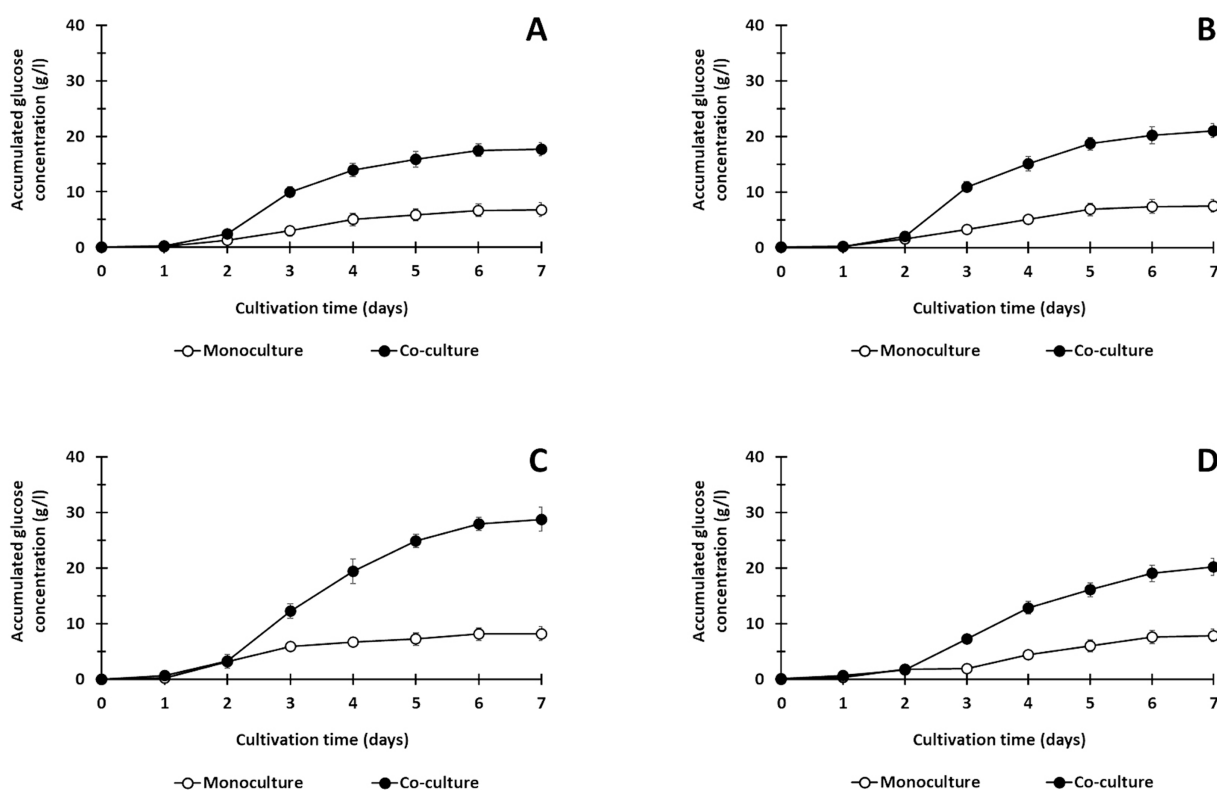 A
Accumulated glucose
concentration (g/l)
40
30
20
10
0
0 1 2 3 4 5 6 7
Cultivation time (days)
Monoculture Co-culture
B
Accumulated glucose
concentration (g/l)
40
30
20
10
0
0 1 2 3 4 5 6 7
Cultivation time (days)
Monoculture Co-culture
C
Accumulated glucose
concentration (g/l)
40
30
20
10
0
0 1 2 3 4 5 6 7
Cultivation time (days)
Monoculture Co-culture
D
Accumulated glucose
concentration (g/l)
40
30
20
10
0
0 1 2 3 4 5 6 7
Cultivation time (days)
Monoculture Co-culture